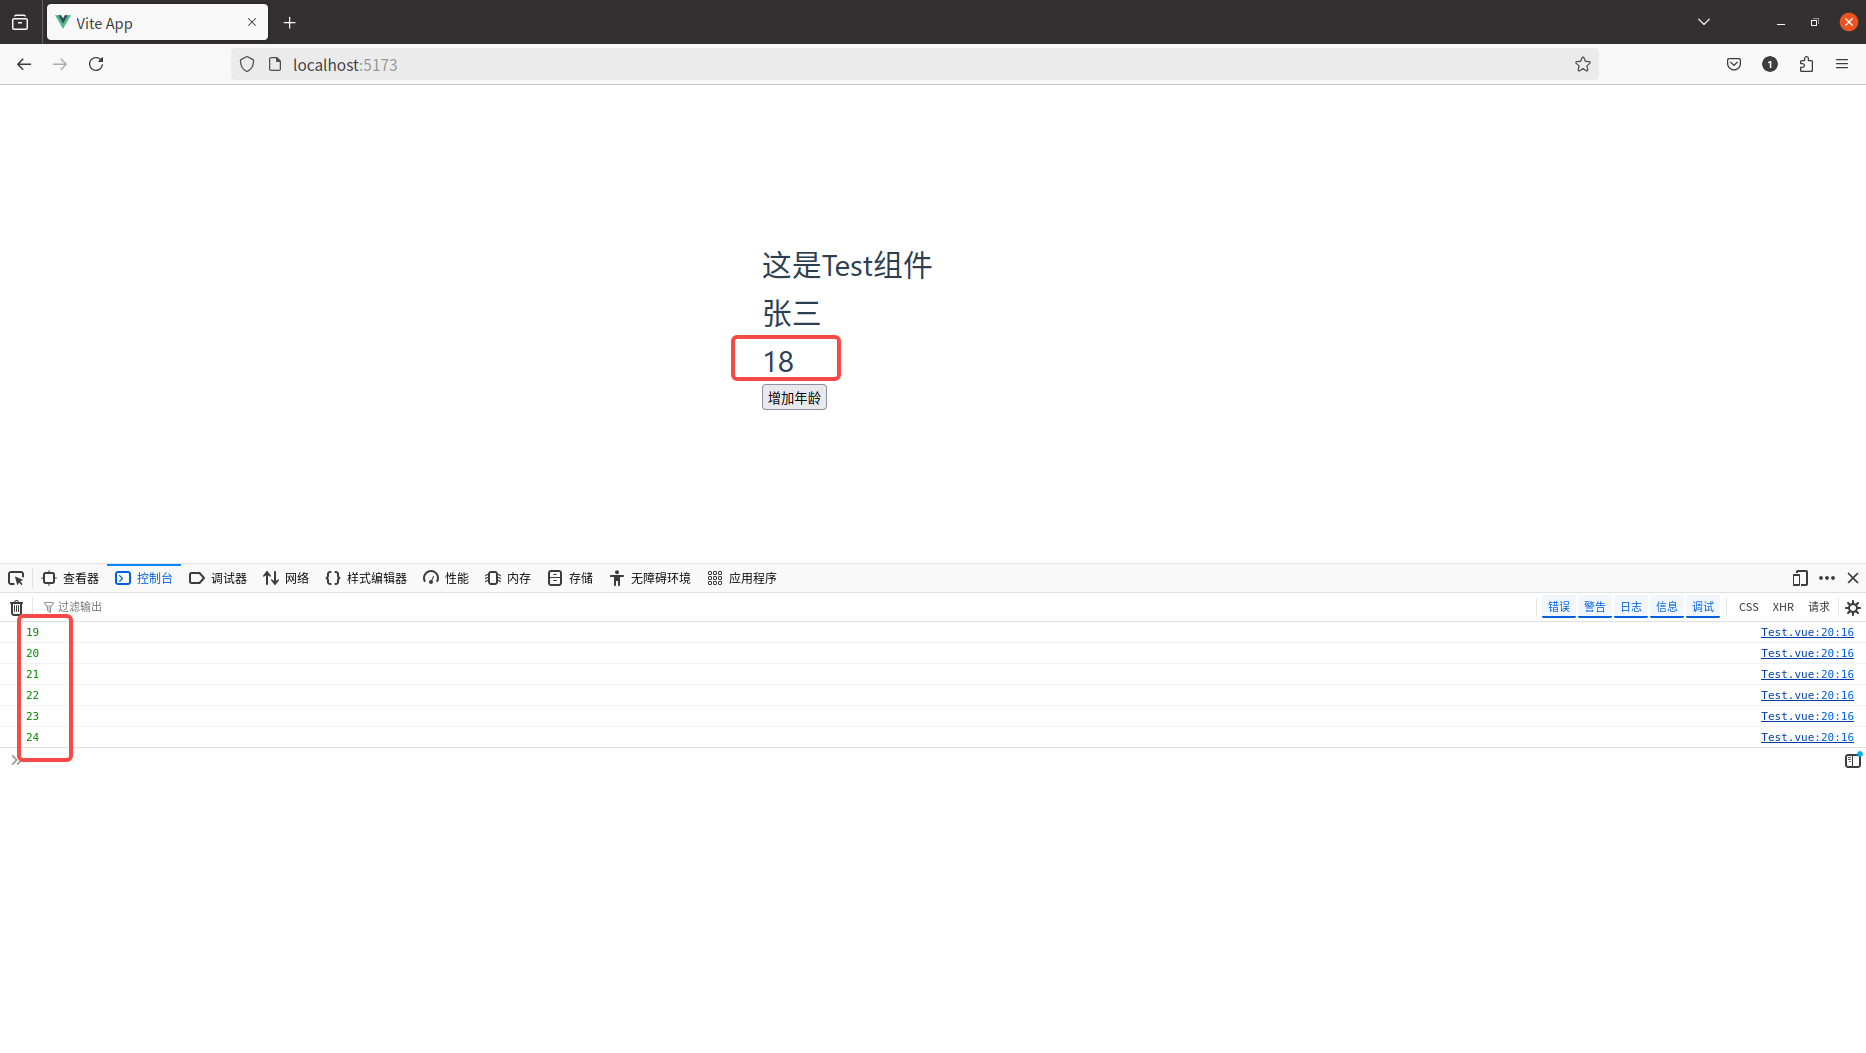 Vite App
localhost:5173
1
这是Test组件
张三
18
增加年龄
查看器 控制台 调试器 网络 样式编辑器 性能 内存 存储 无障碍环境 应用程序
过滤输出 错误 警告 日志 信息 调试 CSS XHR 请求
19 Test.vue:20:16
20 Test.vue:20:16
21 Test.vue:20:16
22 Test.vue:20:16
23 Test.vue:20:16
24 Test.vue:20:16